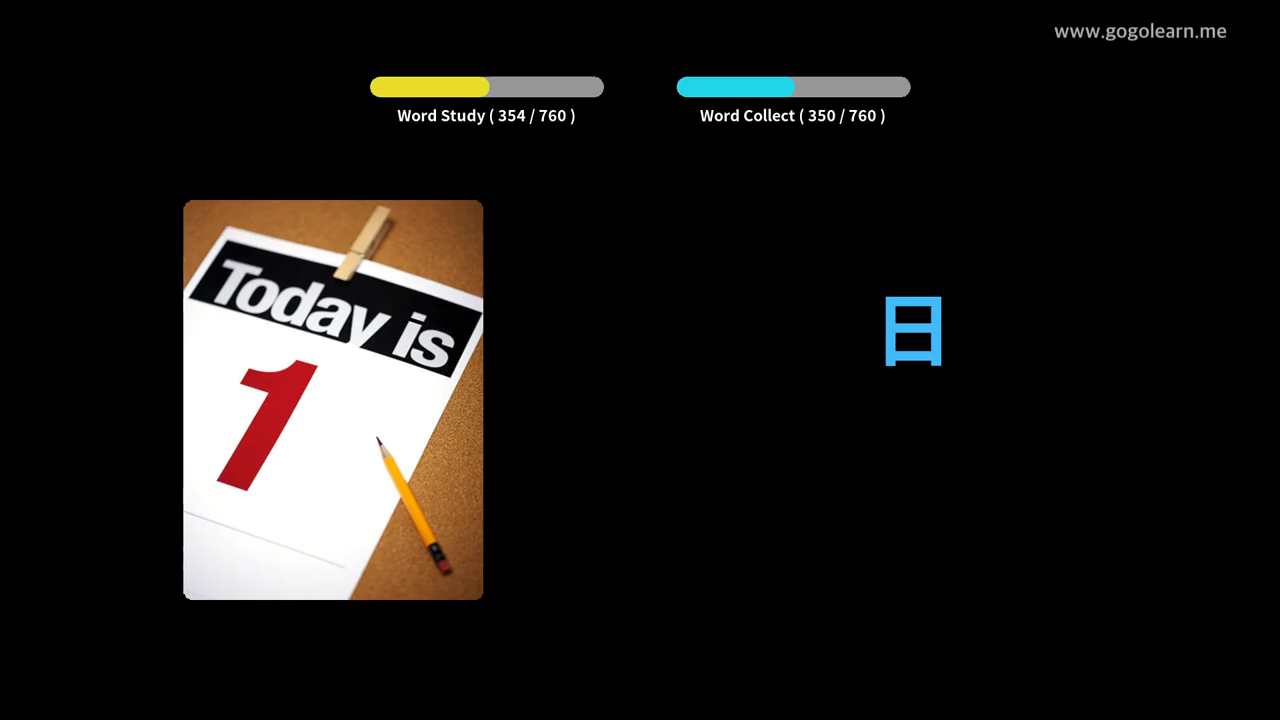 www.gogolearn.me
Word Study ( 354 / 760 )
Word Collect ( 350 / 760 )
Today is
1
日